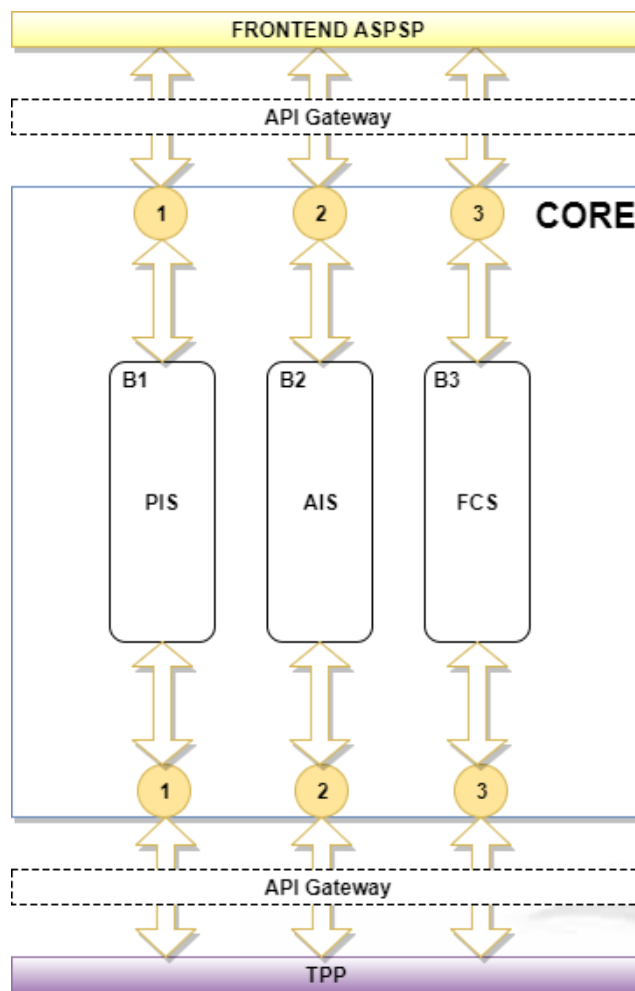 FRONTEND ASPSP
API Gateway
1
2
3
CORE
B1
B2
B3
PIS
AIS
FCS
1
2
3
API Gateway
TPP